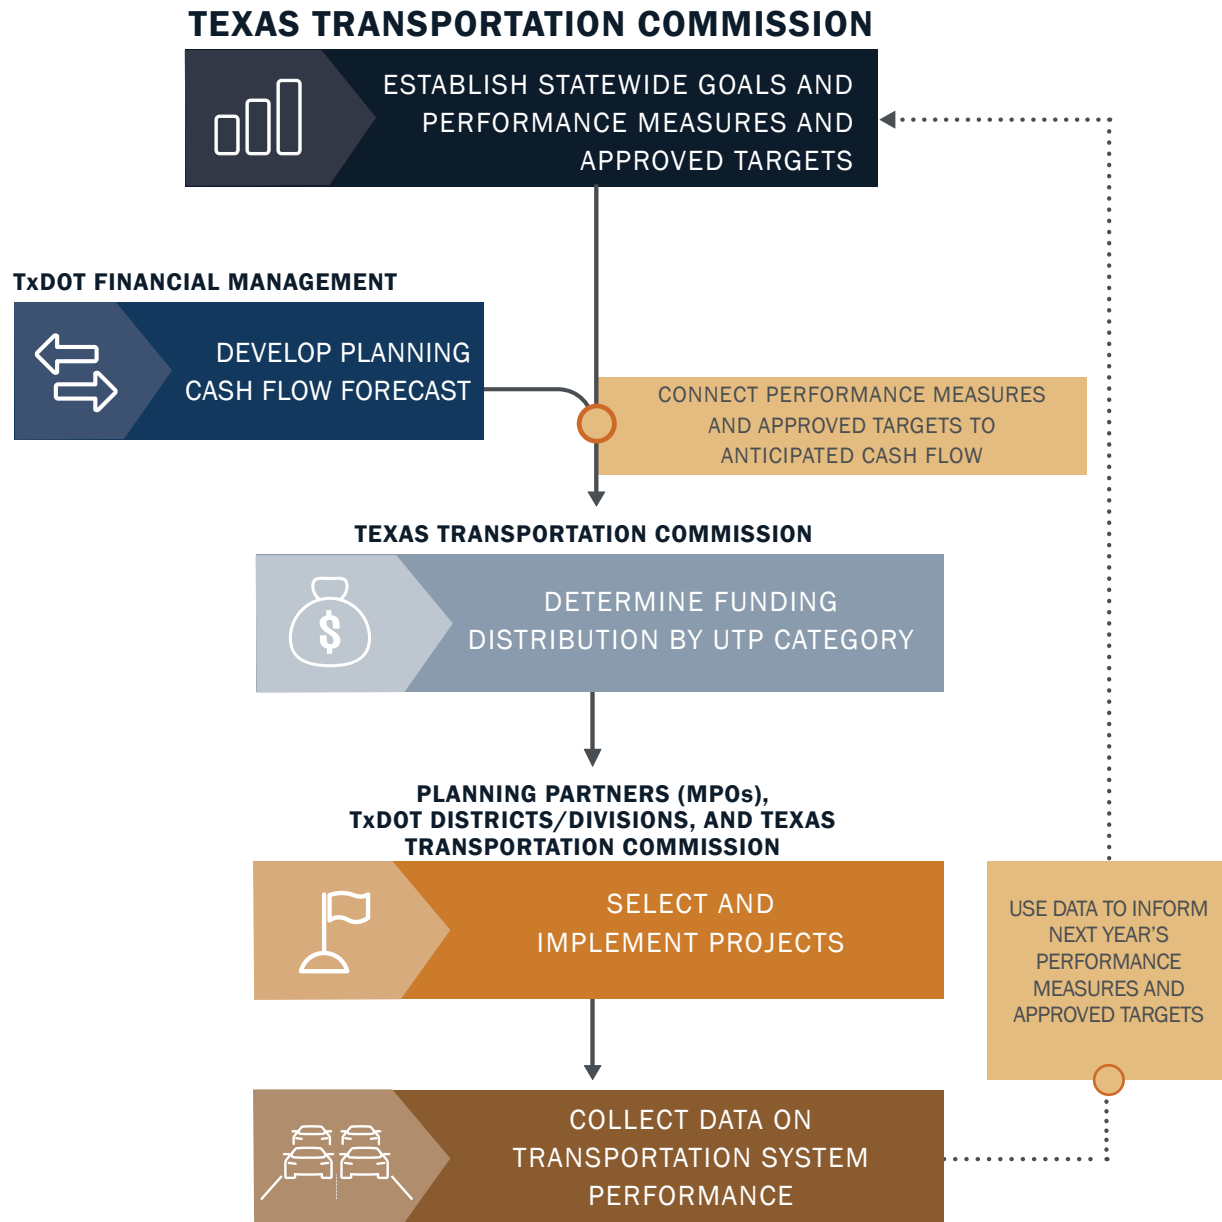 TEXAS TRANSPORTATION COMMISSION
ESTABLISH STATEWIDE GOALS AND
PERFORMANCE MEASURES AND
APPROVED TARGETS
TxDOT FINANCIAL MANAGEMENT
DEVELOP PLANNING
CASH FLOW FORECAST
CONNECT PERFORMANCE MEASURES
AND APPROVED TARGETS TO
ANTICIPATED CASH FLOW
TEXAS TRANSPORTATION COMMISSION
$
DETERMINE FUNDING
DISTRIBUTION BY UTP CATEGORY
PLANNING PARTNERS (MPOs),
TxDOT DISTRICTS/DIVISIONS, AND TEXAS
TRANSPORTATION COMMISSION
SELECT AND
IMPLEMENT PROJECTS
USE DATA TO INFORM
NEXT YEAR'S
PERFORMANCE
MEASURES AND
APPROVED TARGETS
COLLECT DATA ON
TRANSPORTATION SYSTEM
PERFORMANCE